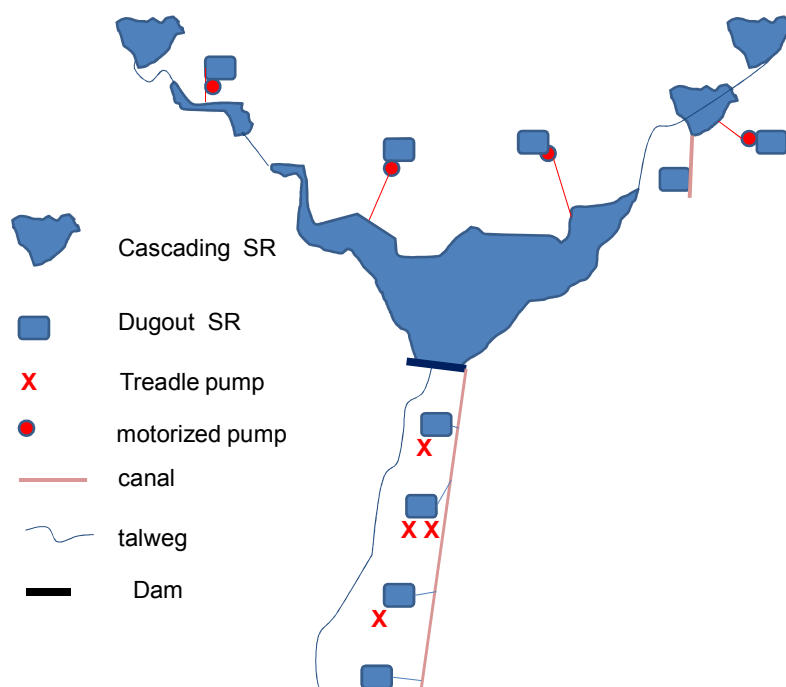 Cascading SR
Dugout SR
X Treadle pump
motorized pump
canal
talweg
Dam
X
X X
X